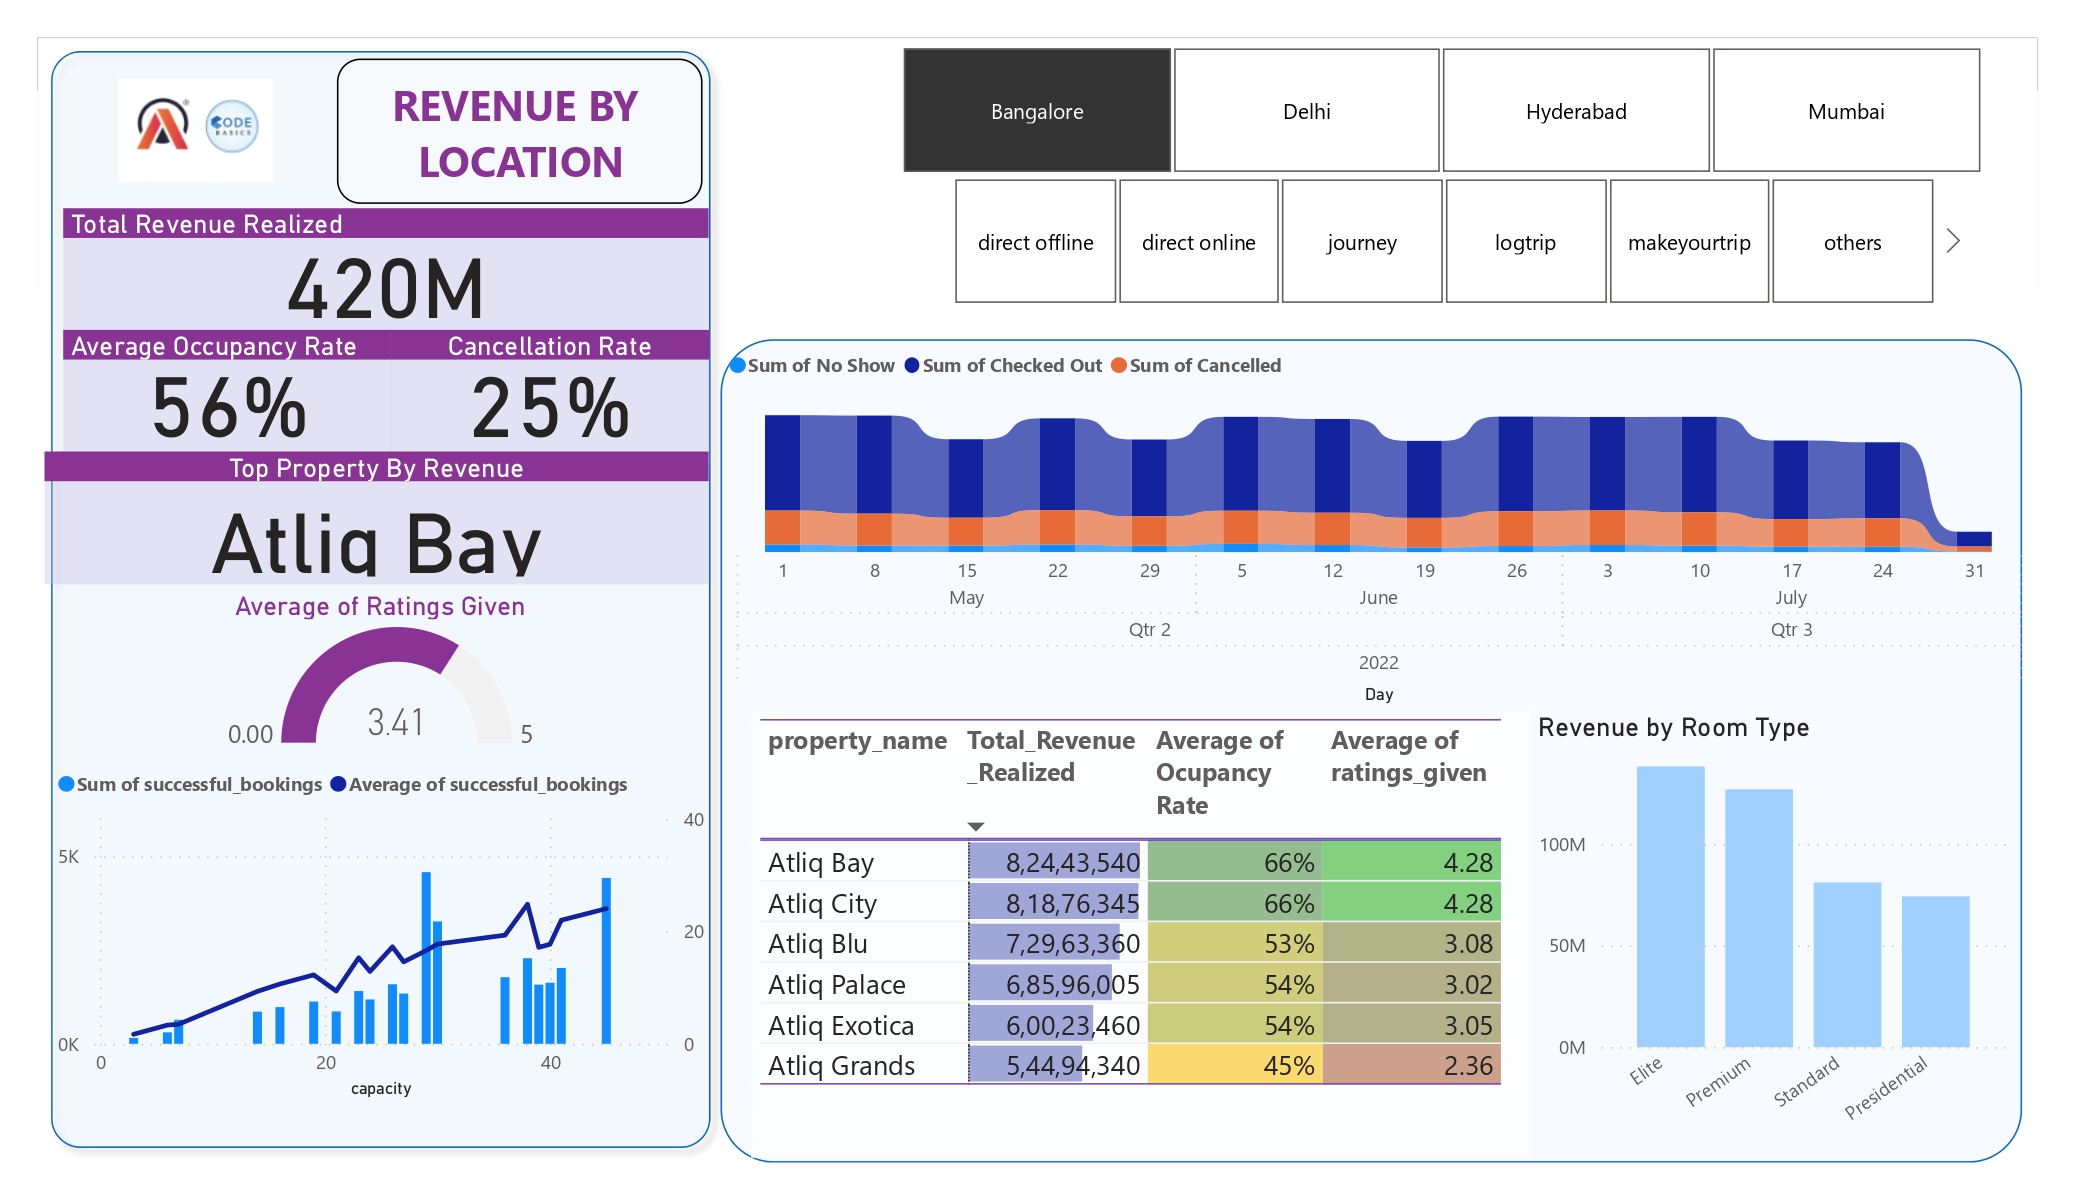 CODE
BASICS
REVENUE BY
LOCATION
Total Revenue Realized
420M
Average Occupancy Rate
Cancellation Rate
56%
25%
Top Property By Revenue
Atliq Bay
Average of Ratings Given
0.00
3.41
5
Sum of successful_bookings
Average of successful_bookings
5K
0K
40
20
0
0
20
40
capacity
Bangalore
Delhi
Hyderabad
Mumbai
direct offline
direct online
journey
logtrip
makeyourtrip
others
Sum of No Show
Sum of Checked Out
Sum of Cancelled
1
8
15
22
29
5
12
19
26
3
10
17
24
31
May
June
July
Qtr 2
Qtr 3
2022
Day
property_name Total_Revenue_Realized Average of Ocupancy Rate Average of ratings_given
Atliq Bay 8,24,43,540 66% 4.28
Atliq City 8,18,76,345 66% 4.28
Atliq Blu 7,29,63,360 53% 3.08
Atliq Palace 6,85,96,005 54% 3.02
Atliq Exotica 6,00,23,460 54% 3.05
Atliq Grands 5,44,94,340 45% 2.36
Revenue by Room Type
100M
50M
0M
Elite
Premium
Standard
Presidential